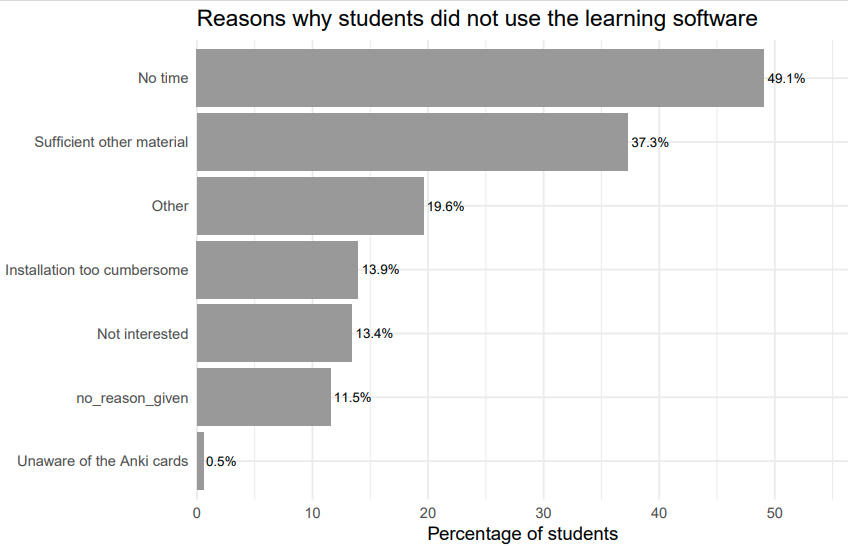 Reasons why students did not use the learning software
No time 49.1%
Sufficient other material 37.3%
Other 19.6%
Installation too cumbersome 13.9%
Not interested 13.4%
no_reason_given 11.5%
Unaware of the Anki cards 0.5%
0 10 20 30 40 50
Percentage of students